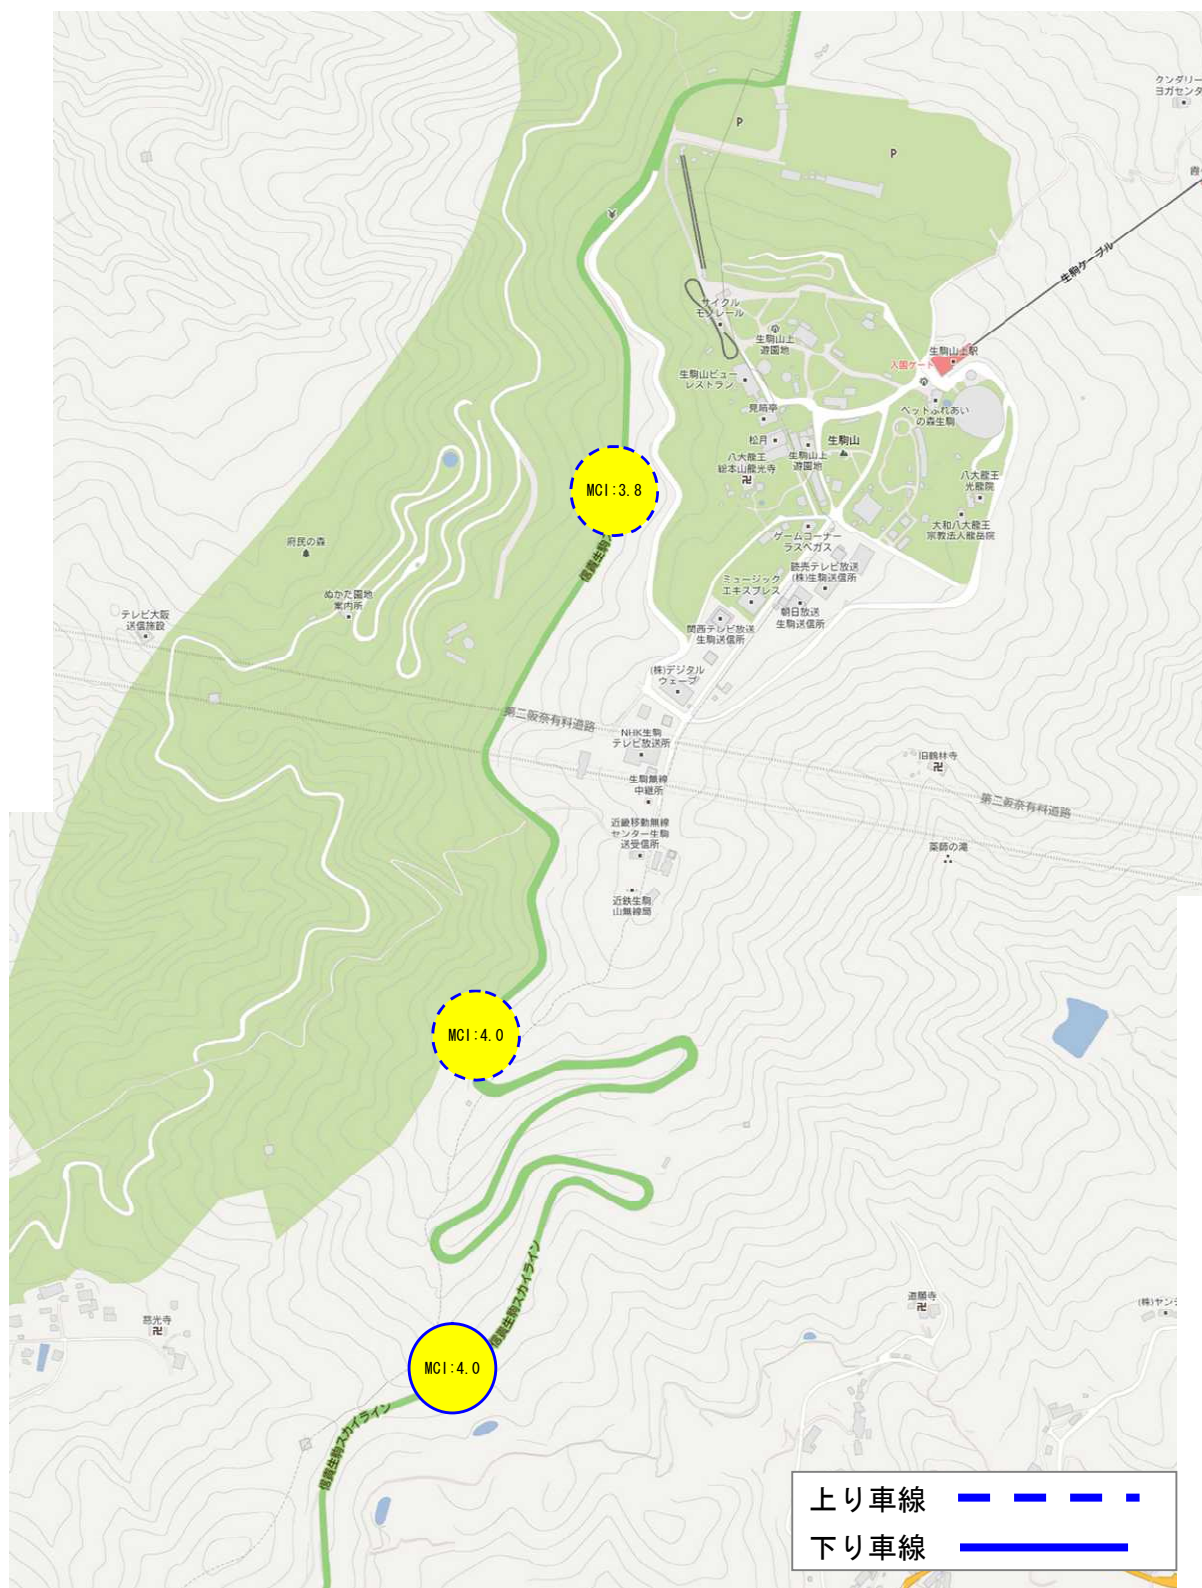 クンダリー
ヨガセンタ
P
P
霞
¥
生駒ケーブル
サイクル
モノレール
生駒山上
遊園地
生駒山上駅
入園ゲート
生駒山ビュー
レストラン
ペットふれあい
の森生駒
見晴亭
松月
生駒山上
遊園地
生駒山
八大龍王
総本山龍光寺
卍
八大龍王
光龍院
MCI:3.8
大和八大龍王
宗教法人龍岳院
ゲームコーナー
ラスベガス
府民の森
信貴生駒ス
読売テレビ放送
(株)生駒送信所
ミュージック
エキスプレス
ぬかた園地
案内所
朝日放送
生駒送信所
テレビ大阪
送信施設
関西テレビ放送
生駒送信所
(株)デジタル
ウェーブ
第二阪奈有料道路
NHK生駒
テレビ放送所
旧鶴林寺
卍
生駒無線
中継所
第二阪奈有料道路
近畿移動無線
センター生駒
送受信所
薬師の滝
近鉄生駒
山無線局
MCI:4.0
信貴生駒スカイライン
道願寺
卍
(株)ヤンテ
慈光寺
卍
MCI:4.0
信貴生駒スカイライン
上り車線
下り車線